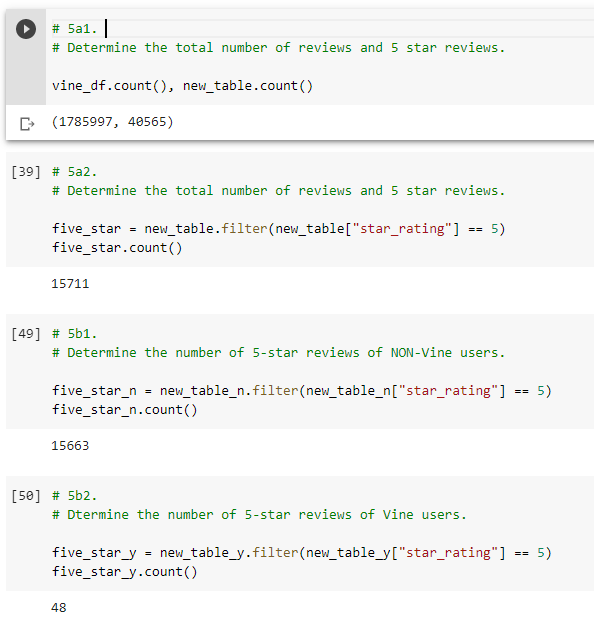 # 5a1.
# Determine the total number of reviews and 5 star reviews.
vine_df.count(), new_table.count()
(1785997, 40565)
[39] # 5a2.
# Determine the total number of reviews and 5 star reviews.
five_star = new_table.filter(new_table["star_rating"] == 5)
five_star.count()
15711
[49] # 5b1.
# Determine the number of 5-star reviews of NON-Vine users.
five_star_n = new_table_n.filter(new_table_n["star_rating"] == 5)
five_star_n.count()
15663
[50] # 5b2.
# Dtermine the number of 5-star reviews of Vine users.
five_star_y = new_table_y.filter(new_table_y["star_rating"] == 5)
five_star_y.count()
48